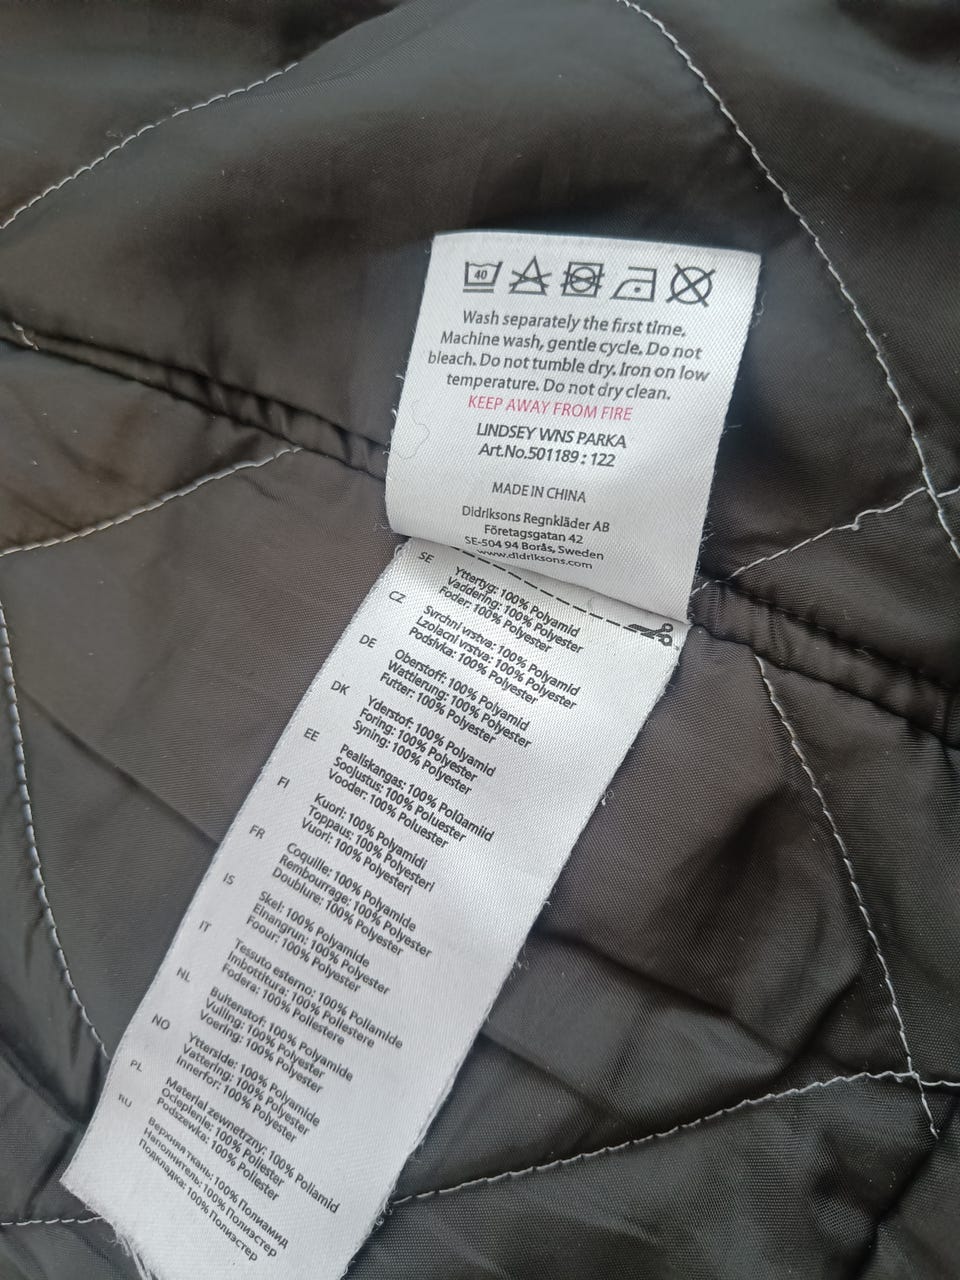 40
Wash separately the first time.
Machine wash, gentle cycle. Do not
bleach. Do not tumble dry. Iron on low
temperature. Do not dry clean.
KEEP AWAY FROM FIRE
LINDSEY WNS PARKA
Art.No.501189 : 122
MADE IN CHINA
Didriksons Regnkläder AB
Företagsgatan 42
SE-504 94 Borås, Sweden
www.didriksons.com
SE
Yttertyg: 100% Polyamid
Vaddering: 100% Polyester
Foder: 100% Polyester
CZ
Svrchní vrstva: 100% Polyamid
Lzolacní vrstva: 100% Polyester
Podsívka: 100% Polyester
DE
Oberstoff: 100% Polyamid
Wattierung: 100% Polyester
Futter: 100% Polyester
DK
Yderstof: 100% Polyamid
Foring: 100% Polyester
Syning: 100% Polyester
EE
Pealiskangas: 100% Polüamiid
Soojustus: 100% Poluester
Vooder: 100% Poluester
FI
Kuori: 100% Polyamidi
Toppaus: 100% Polyesteri
Vuori: 100% Polyesteri
FR
Coquille: 100% Polyamide
Rembourrage: 100% Polyester
Doublure: 100% Polyester
IS
Skel: 100% Polyamide
Einangrun: 100% Polyester
Foour: 100% Polyester
IT
Tessuto esterno: 100% Poliamide
Imbottitura: 100% Poliestere
Fodera: 100% Poliestere
NL
Buitenstof: 100% Polyamide
Vulling: 100% Polyester
Voering: 100% Polyester
NO
Ytterside: 100% Polyamide
Vattering: 100% Polyester
Innerfor: 100% Polyester
PL
Material zewnetrzny: 100% Poliamid
Ocieplenie: 100% Poliester
Podszewka: 100% Poliester
RU
Верхняя ткань: 100% Полиамид
Наполнитель: 100% Полиэстер
Подкладка: 100% Полиэстер